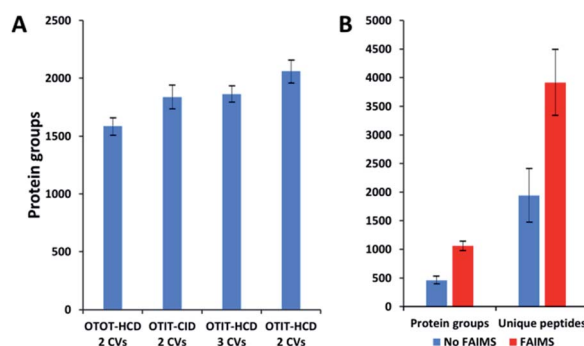 A
Protein groups
2500
2000
1500
1000
500
0
OTOT-HCD
2 CVs
OTIT-CID
2 CVs
OTIT-HCD
3 CVs
OTIT-HCD
2 CVs
B
5000
4500
4000
3500
3000
2500
2000
1500
1000
500
0
Protein groups
Unique peptides
No FAIMS
FAIMS